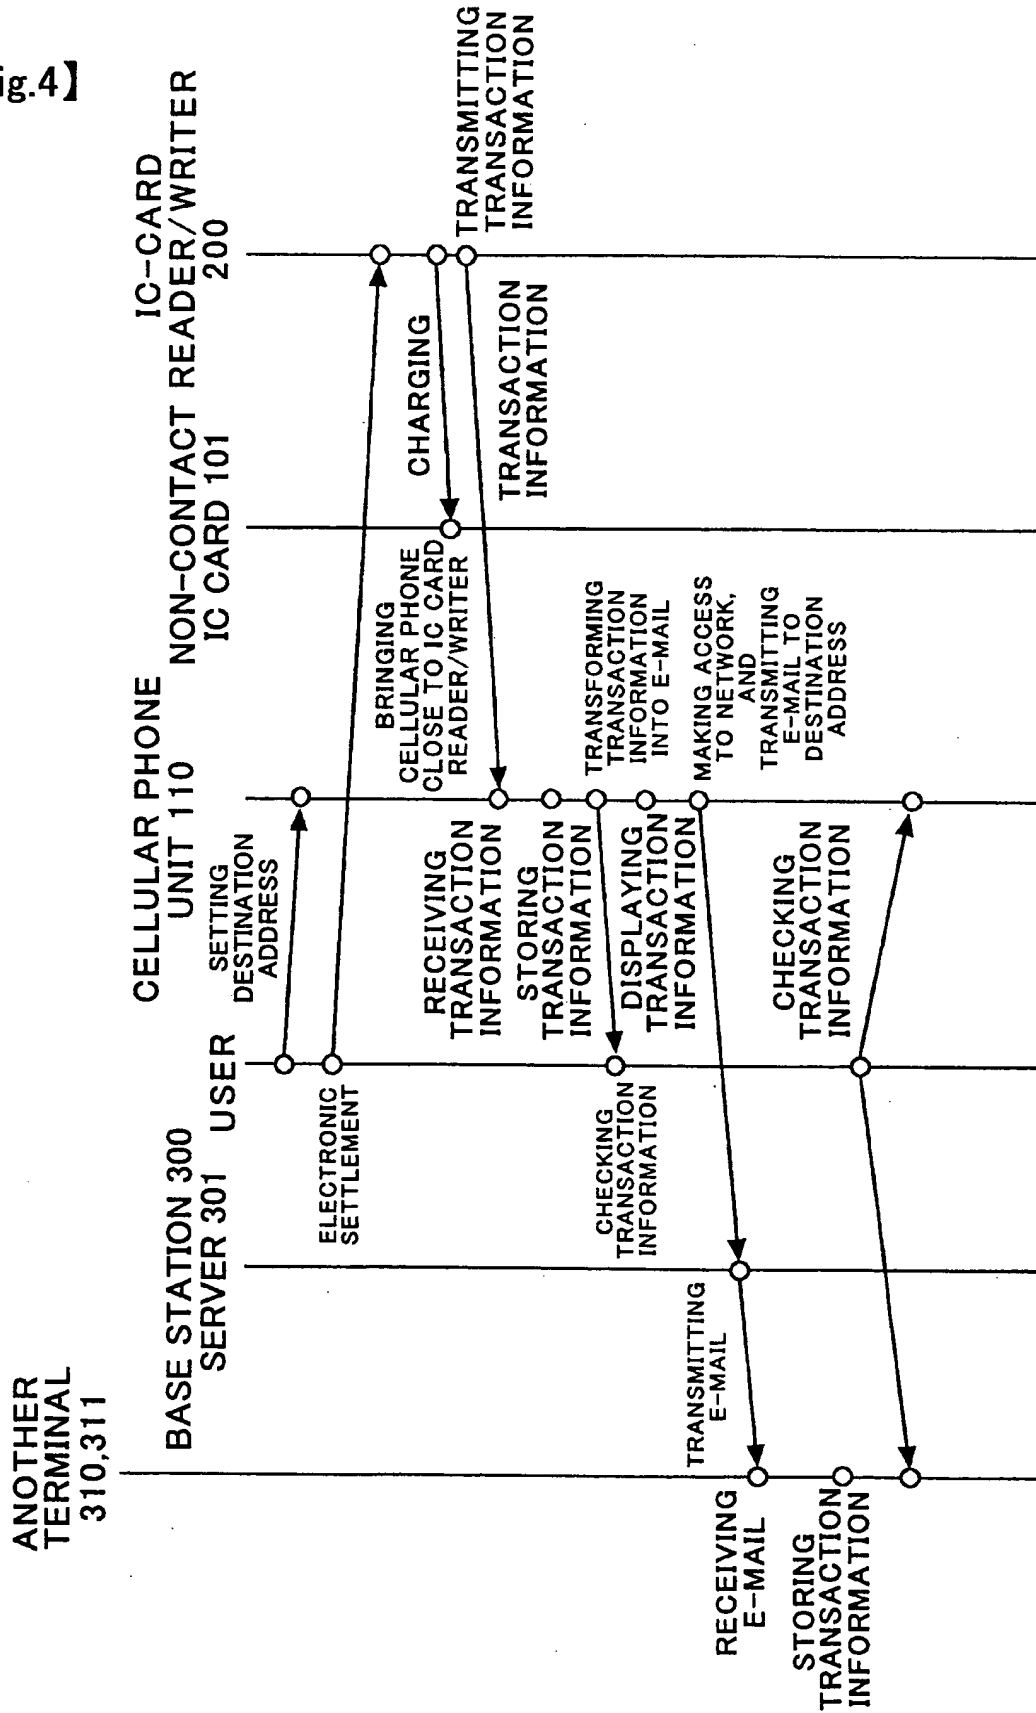 ig.4】
ANOTHER
TERMINAL
310,311
BASE STATION 300
SERVER 301
USER
CELLULAR PHONE
UNIT 110
NON-CONTACT
IC CARD 101
IC-CARD
READER/WRITER
200
SETTING
DESTINATION
ADDRESS
ELECTRONIC
SETTLEMENT
BRINGING
CELLULAR PHONE
CLOSE TO IC CARD
READER/WRITER
CHARGING
TRANSMITTING
TRANSACTION
INFORMATION
TRANSACTION
INFORMATION
RECEIVING
TRANSACTION
INFORMATION
STORING
TRANSACTION
INFORMATION
TRANSFORMING
TRANSACTION
INFORMATION
INTO E-MAIL
CHECKING
TRANSACTION
INFORMATION
DISPLAYING
TRANSACTION
INFORMATION
MAKING ACCESS
TO NETWORK,
AND
TRANSMITTING
E-MAIL TO
DESTINATION
ADDRESS
TRANSMITTING
E-MAIL
RECEIVING
E-MAIL
STORING
TRANSACTION
INFORMATION
CHECKING
TRANSACTION
INFORMATION